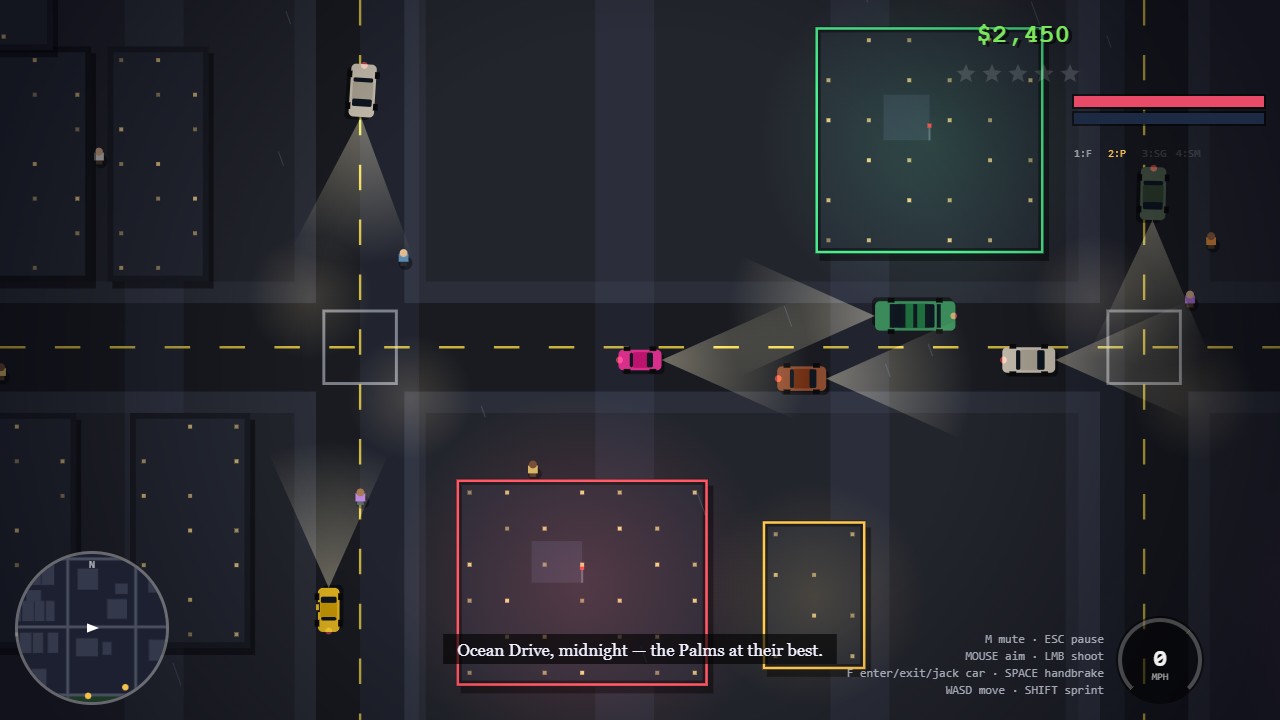 $2,450
1:F 2:P 3:SG 4:SM
N
Ocean Drive, midnight — the Palms at their best.
M mute · ESC pause
MOUSE aim · LMB shoot
F enter/exit/jack car · SPACE handbrake
WASD move · SHIFT sprint
0
MPH